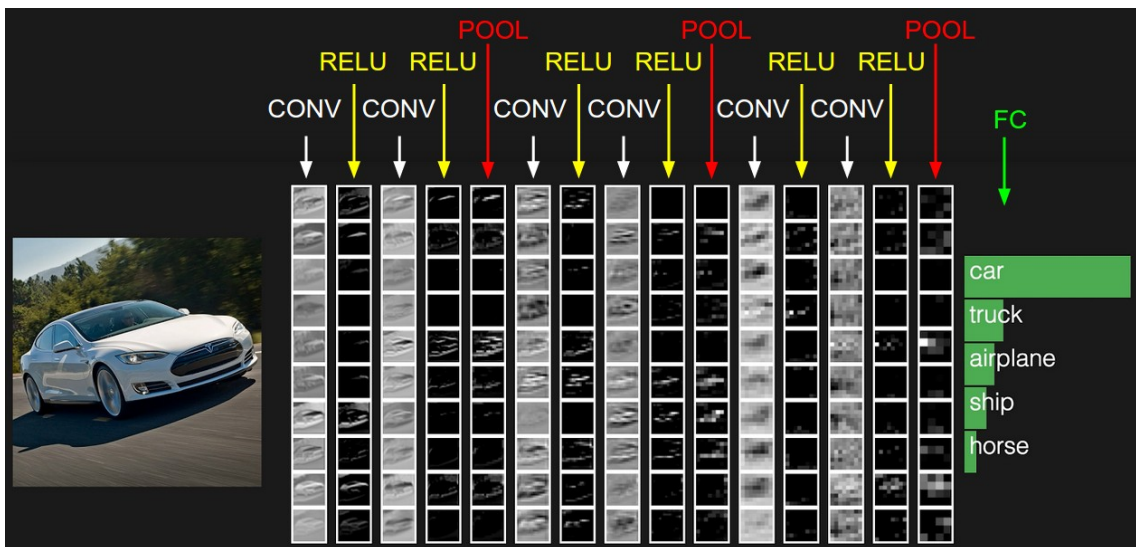 POOL POOL POOL
RELU RELU RELU RELU RELU RELU
CONV CONV CONV CONV CONV CONV
FC
car
truck
airplane
ship
horse